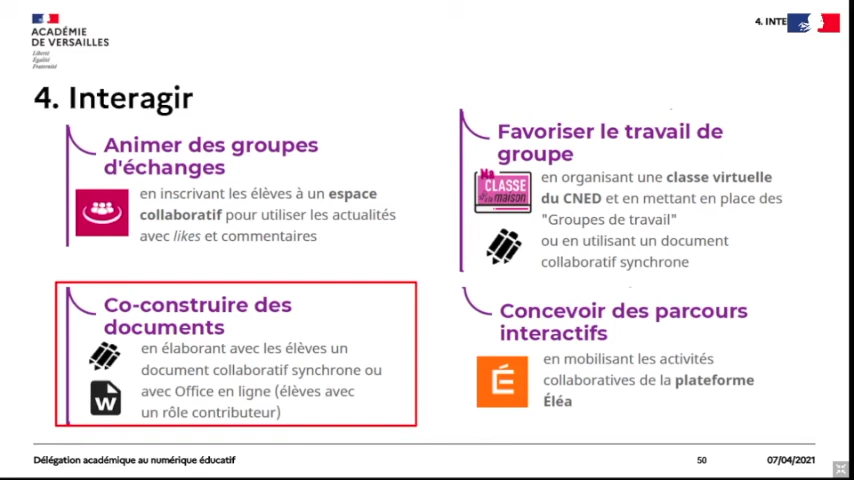 ACADÉMIE
DE VERSAILLES
Liberté
Égalité
Fraternité
4. INTE
4. Interagir
Animer des groupes
d'échanges
en inscrivant les élèves à un espace
collaboratif pour utiliser les actualités
avec likes et commentaires
Favoriser le travail de
groupe
Ma
CLASSE
à la
maison
en organisant une classe virtuelle
du CNED et en mettant en place des
"Groupes de travail"
ou en utilisant un document
collaboratif synchrone
Co-construire des
documents
en élaborant avec les élèves un
document collaboratif synchrone ou
W
avec Office en ligne (élèves avec
un rôle contributeur)
Concevoir des parcours
interactifs
É
en mobilisant les activités
collaboratives de la plateforme
Éléa
Délégation académique au numérique éducatif
50
07/04/2021